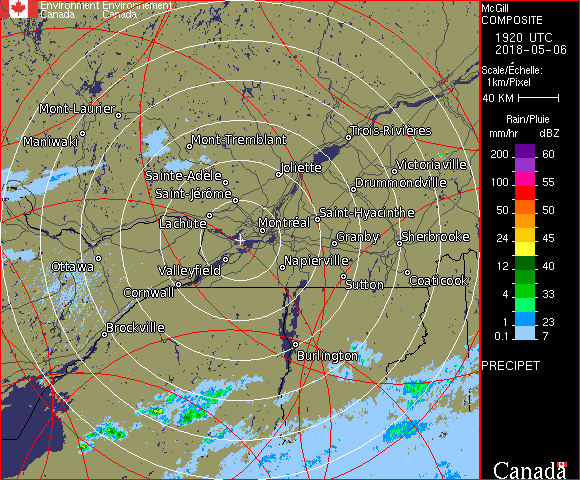 Environment Environnement
Canada Canada
McGill
COMPOSITE
1920 UTC
2018-05-06
Scale/Échelle:
1km/Pixel
40 KM
Rain/Pluie
mm/hr dBZ
200 60
100 55
50 50
24 45
12 40
4 33
1 23
0.1 7
PRECIPET
Canada
Mont-Laurier
Maniwaki
Mont-Tremblant
Trois-Rivières
Sainte-Adèle
Joliette
Victoriaville
Saint-Jérôme
Drummondville
Lachute
Saint-Hyacinthe
Montréal
Granby
Sherbrooke
Ottawa
Valleyfield
Napierville
Cornwall
Sutton
Coaticook
Brockville
Burlington